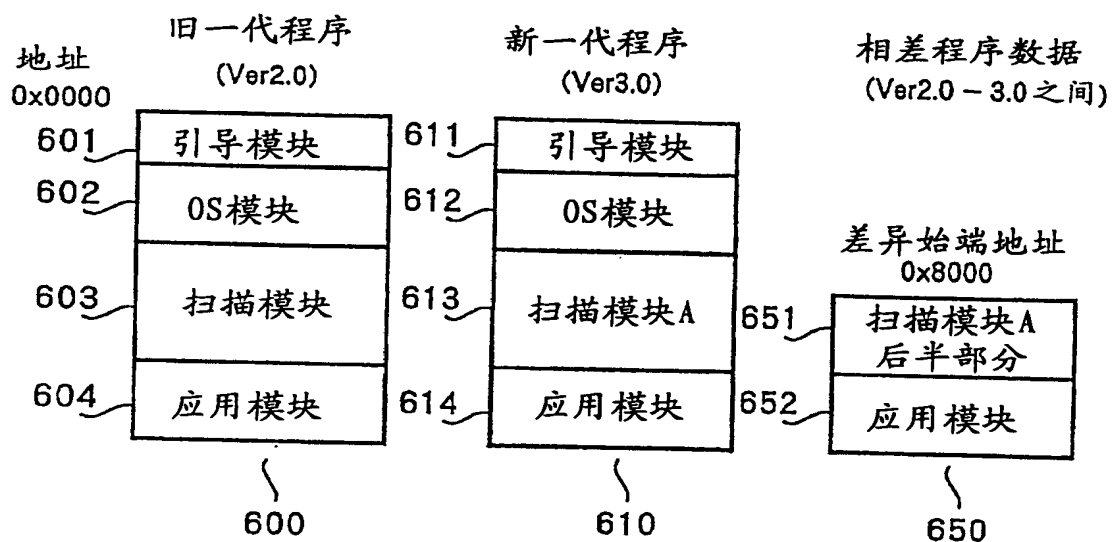 旧一代程序
(Ver2.0)
地址
0x0000
601
引导模块
602
OS模块
603
扫描模块
604
应用模块
600
新一代程序
(Ver3.0)
611
引导模块
612
OS模块
613
扫描模块A
614
应用模块
610
相差程序数据
(Ver2.0-3.0之间)
差异始端地址
0x8000
651
扫描模块A
后半部分
652
应用模块
650